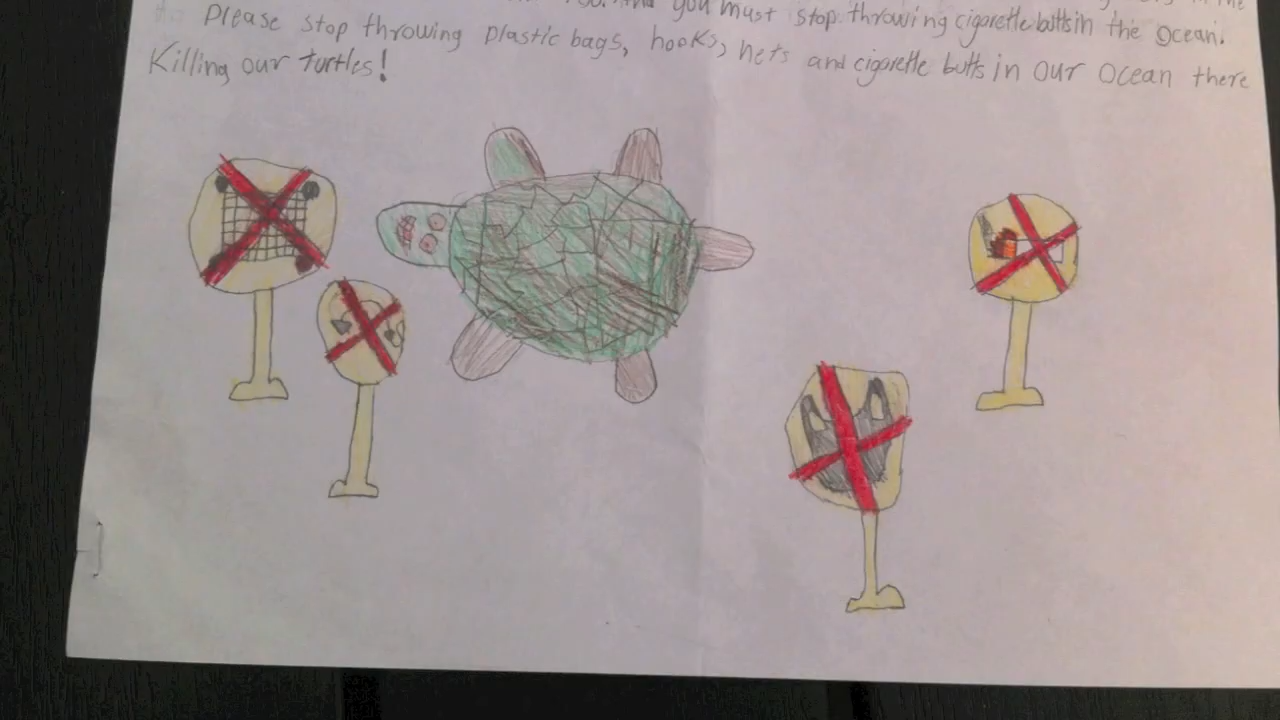 you must stop throwing cigarette butts in the Ocean.
Please stop throwing plastic bags, hooks, nets and cigarette butts in our ocean there
Killing our turtles!